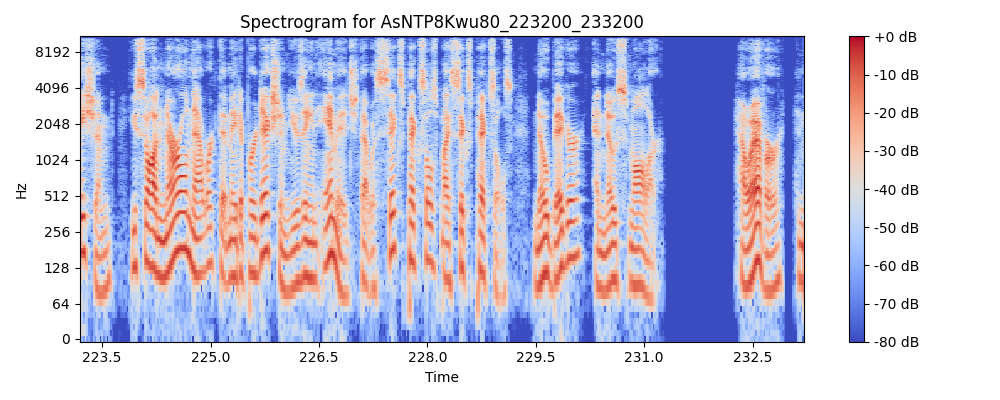 Spectrogram for AsNTP8Kwu80_223200_233200
Hz
8192
4096
2048
1024
512
256
128
64
0
223.5 225.0 226.5 228.0 229.5 231.0 232.5
Time
+0 dB
-10 dB
-20 dB
-30 dB
-40 dB
-50 dB
-60 dB
-70 dB
-80 dB